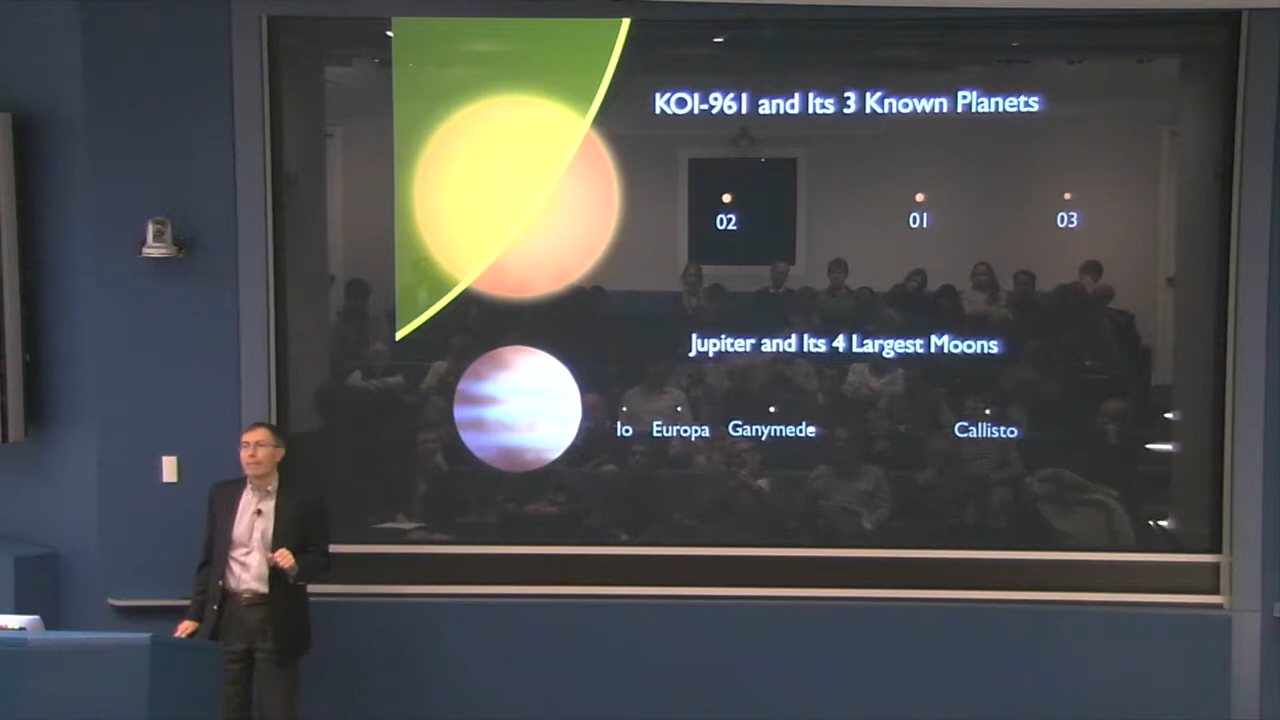 KOI-961 and Its 3 Known Planets
02 01 03
Jupiter and Its 4 Largest Moons
Io Europa Ganymede Callisto